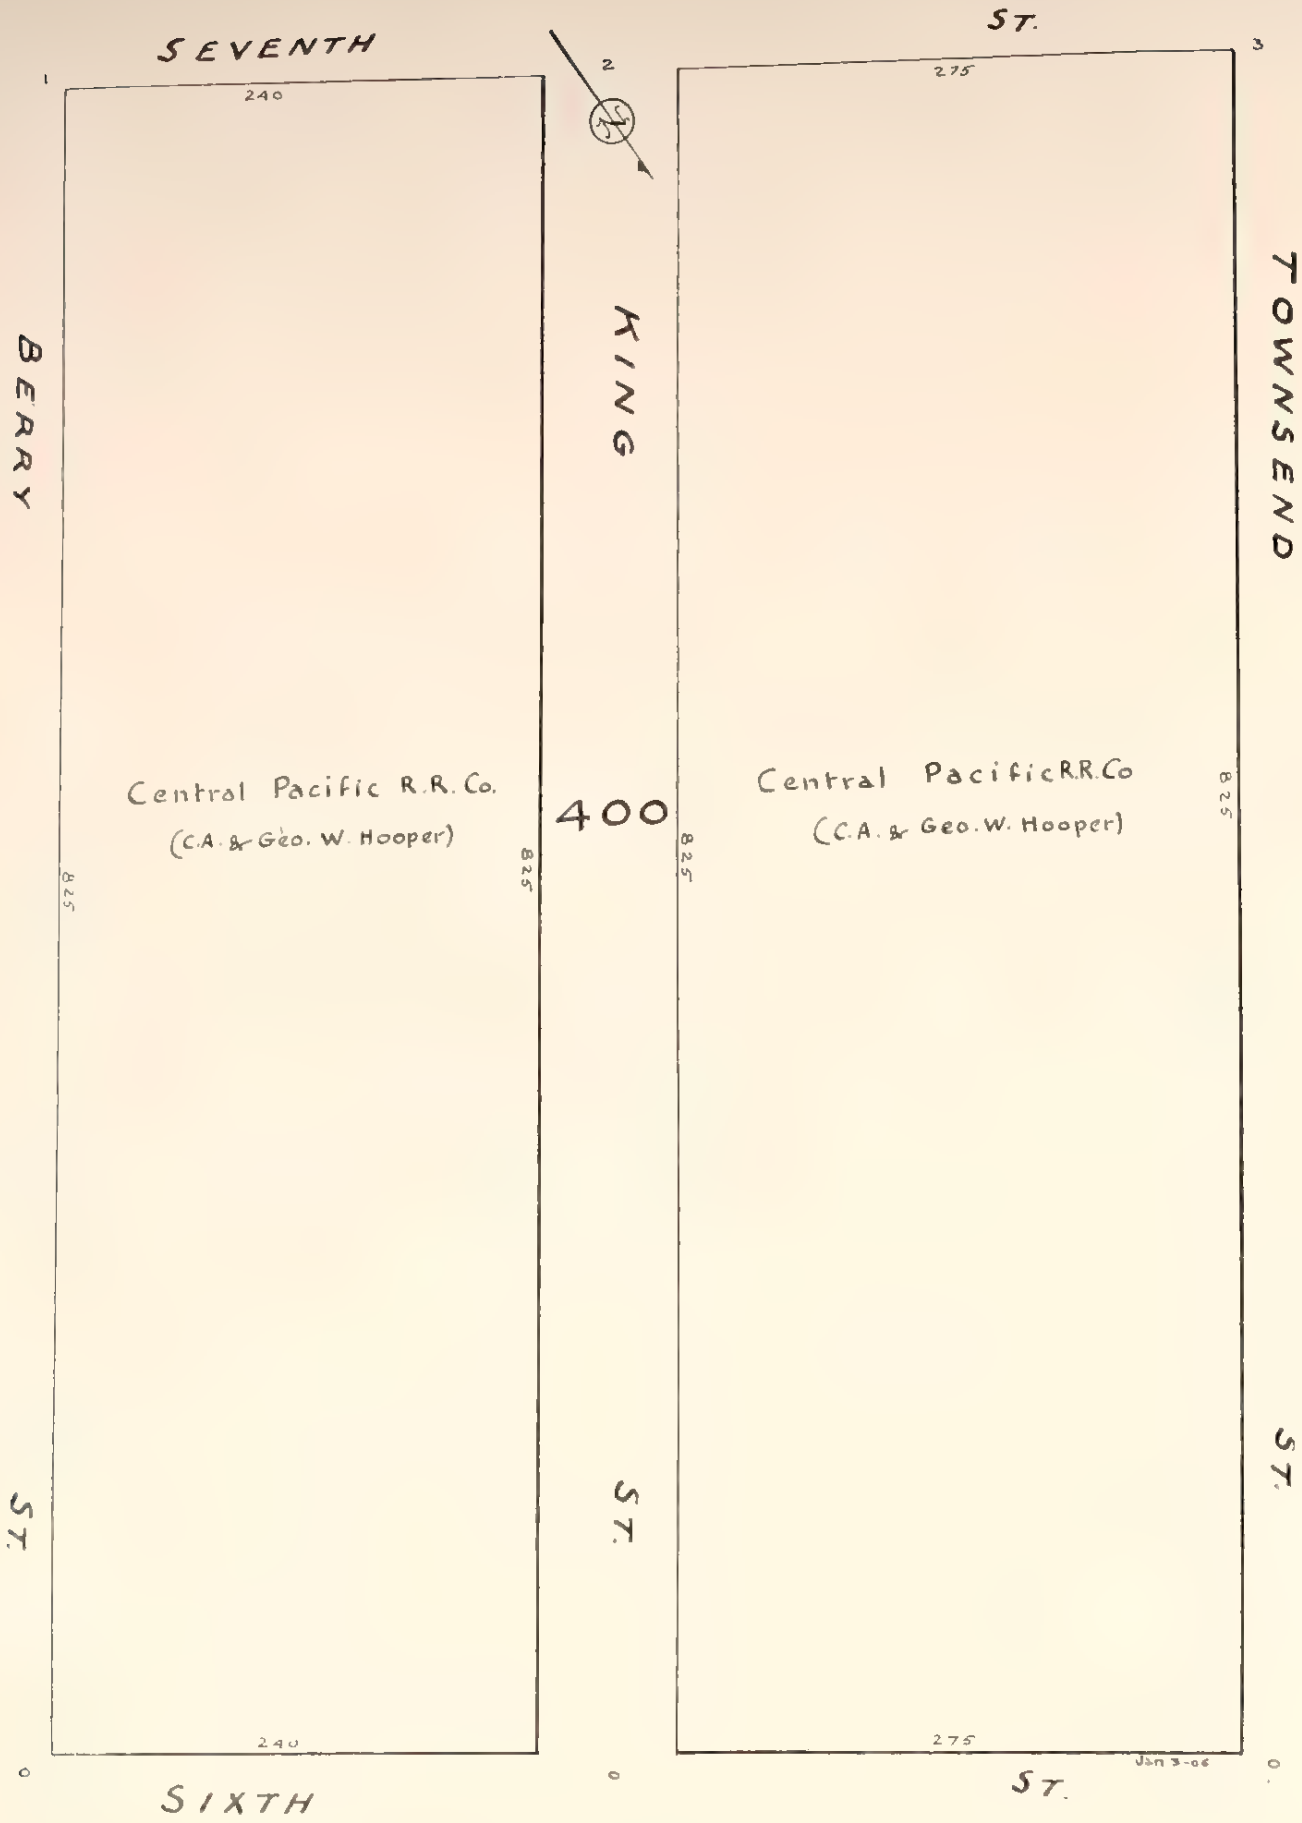 SEVENTH ST.
1
2
3
240
275
N
BERRY ST.
KING ST.
TOWNSEND ST.
Central Pacific R.R. Co.
(C.A. & Geo. W. Hooper)
400
Central Pacific R.R. Co
(C.A. & Geo. W. Hooper)
825
825
825
825
240
275
Jan 3-06
0
0
0
SIXTH ST.